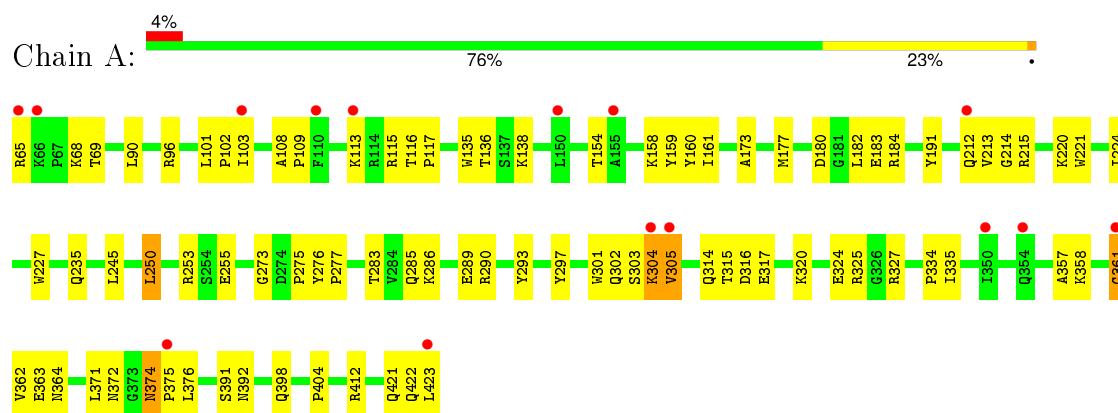 4%
Chain A:
76% 23% •
R65 K66 P67 K68 T69 L90 R96 L101 P102 I103 A108 P109 F110 K113 R114 R115 T116 P117 W135 T136 S137 K138 L150 T154 A155 K158 Y159 Y160 I161 A173 N177 D180 G181 L182 E183 R184 Y191 Q212 V213 G214 R215 K220 W221
W227 Q235 L245 L250 R253 S254 E255 G273 D274 P275 Y276 P277 T283 V284 Q285 K286 E289 R290 Y293 Y297 W301 Q302 S303 K304 V305 Q314 T315 D316 E317 K320 E324 R325 G326 R327 P334 I335 I350 Q354 A357 K358
V362 E363 N364 L371 N372 G373 N374 P375 L376 S391 N392 Q398 P404 R412 Q421 Q422 L423